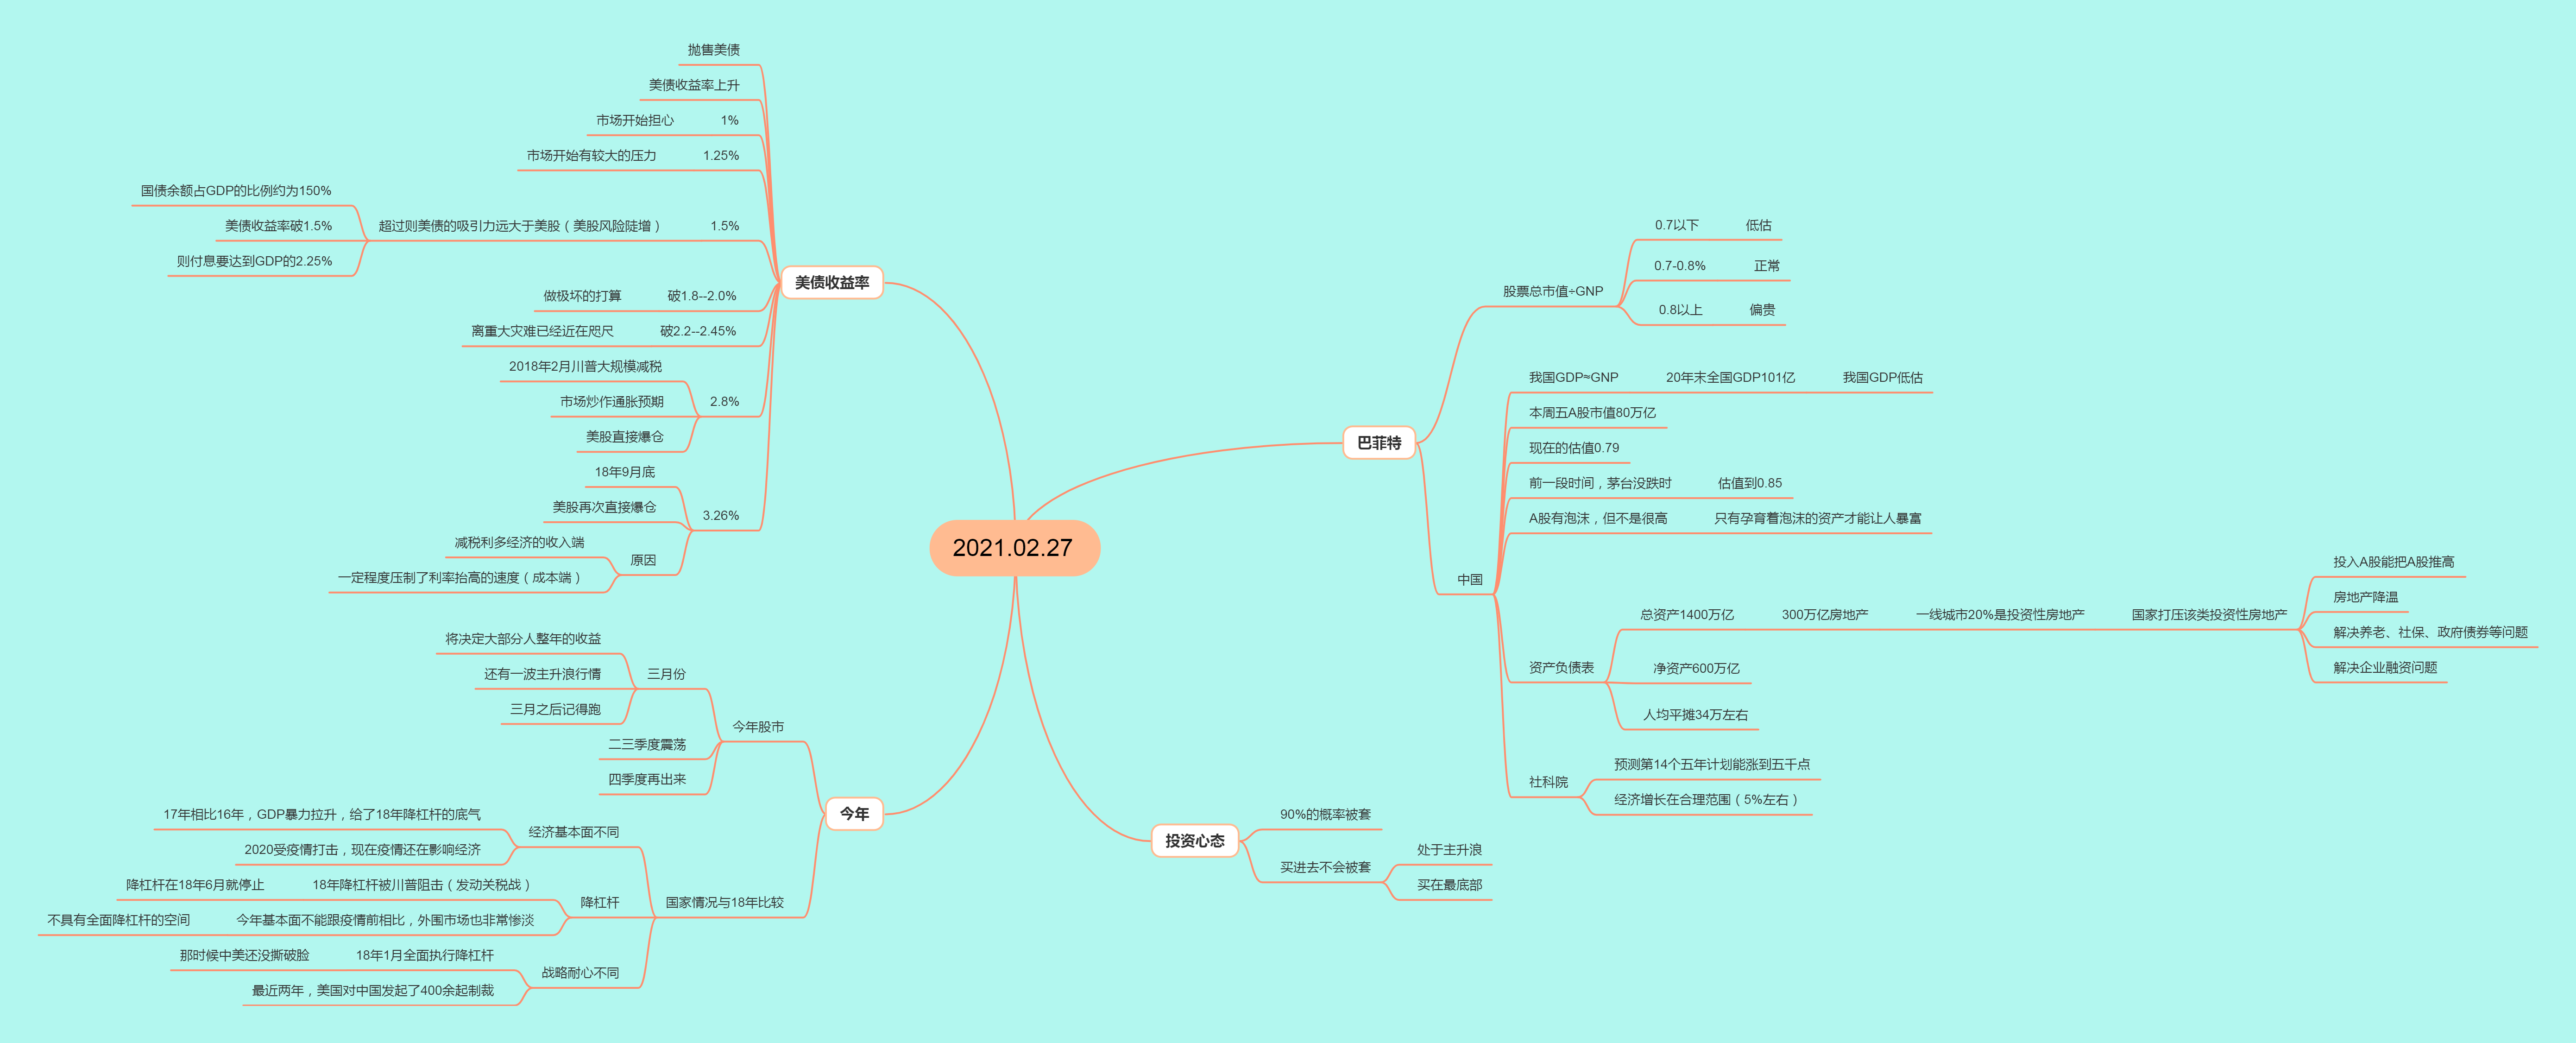 2021.02.27
美债收益率
抛售美债
美债收益率上升
市场开始担心 1%
市场开始有较大的压力 1.25%
国债余额占GDP的比例约为150%
美债收益率破1.5%
则付息要达到GDP的2.25%
超过则美债的吸引力远大于美股（美股风险陡增） 1.5%
做极坏的打算 破1.8--2.0%
离重大灾难已经近在咫尺 破2.2--2.45%
2018年2月川普大规模减税
市场炒作通胀预期
美股直接爆仓
2.8%
18年9月底
美股再次直接爆仓
3.26%
减税利多经济的收入端
一定程度压制了利率抬高的速度（成本端）
原因
今年
今年股市
三月份
将决定大部分人整年的收益
还有一波主升浪行情
三月之后记得跑
二三季度震荡
四季度再出来
国家情况与18年比较
经济基本面不同
17年相比16年，GDP暴力拉升，给了18年降杠杆的底气
2020受疫情打击，现在疫情还在影响经济
降杠杆
降杠杆在18年6月就停止 18年降杠杆被川普阻击（发动关税战）
不具有全面降杠杆的空间 今年基本面不能跟疫情前相比，外围市场也非常惨淡
战略耐心不同
那时候中美还没撕破脸 18年1月全面执行降杠杆
最近两年，美国对中国发起了400余起制裁
巴菲特
股票总市值÷GNP
0.7以下 低估
0.7-0.8% 正常
0.8以上 偏贵
中国
我国GDP≈GNP 20年末全国GDP101亿 我国GDP低估
本周五A股市值80万亿
现在的估值0.79
前一段时间，茅台没跌时 估值到0.85
A股有泡沫，但不是很高 只有孕育着泡沫的资产才能让人暴富
资产负债表
总资产1400万亿 300万亿房地产 一线城市20%是投资性房地产 国家打压该类投资性房地产
投入A股能把A股推高
房地产降温
解决养老、社保、政府债券等问题
解决企业融资问题
净资产600万亿
人均平摊34万左右
社科院
预测第14个五年计划能涨到五千点
经济增长在合理范围（5%左右）
投资心态
90%的概率被套
买进去不会被套
处于主升浪
买在最底部